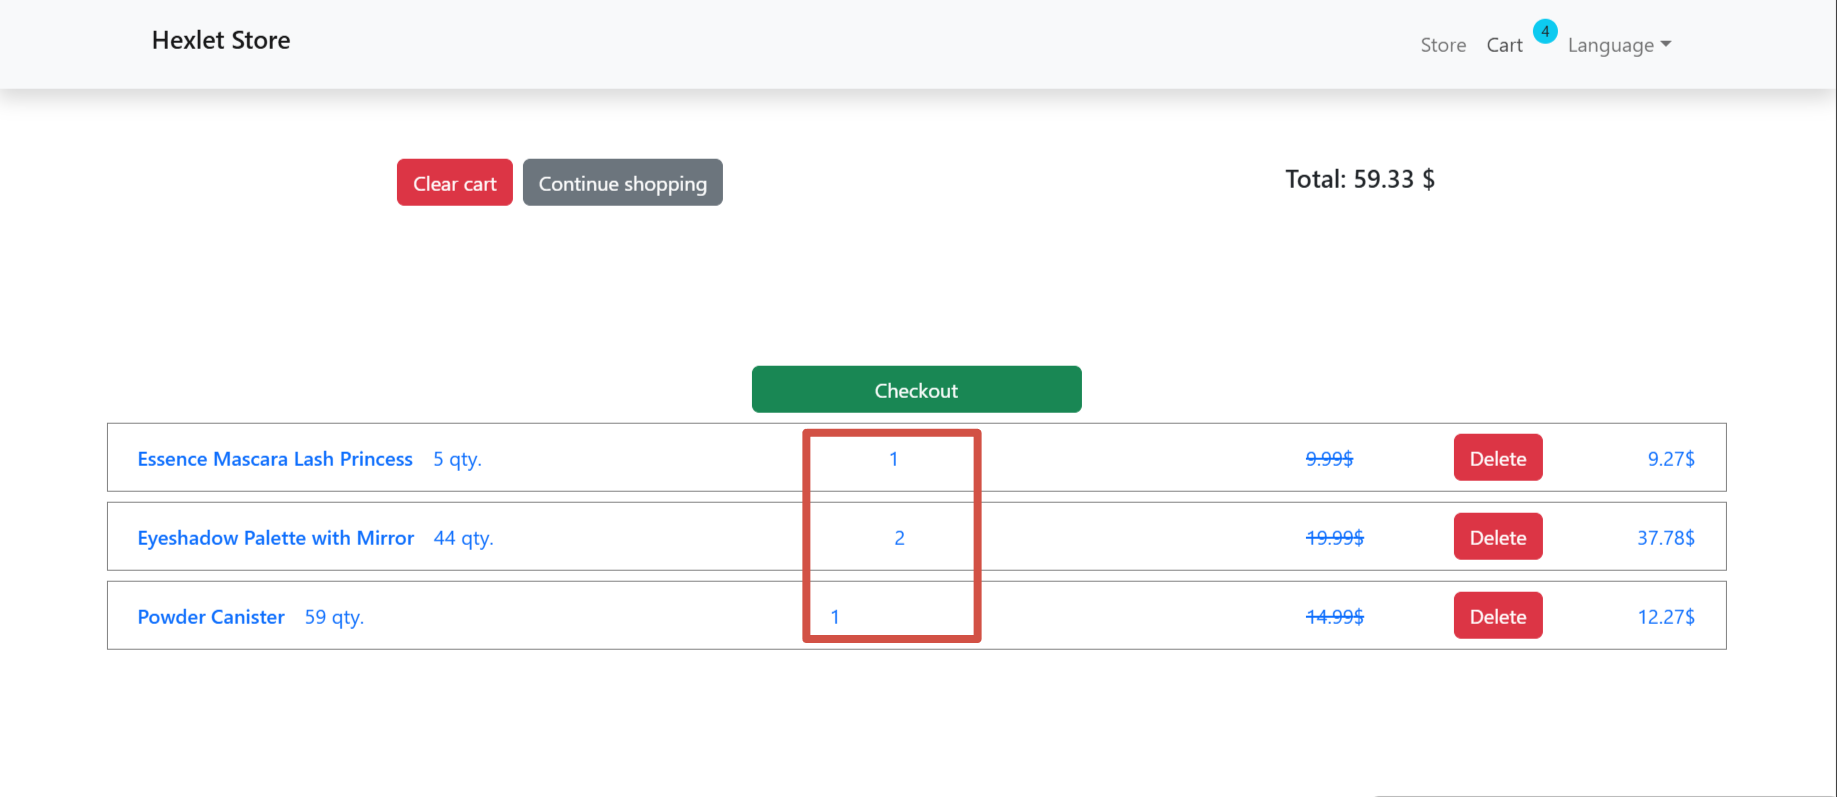 Hexlet Store
Store Cart 4 Language
Clear cart Continue shopping Total: 59.33 $
Checkout
Essence Mascara Lash Princess 5 qty. 1 9.99$ Delete 9.27$
Eyeshadow Palette with Mirror 44 qty. 2 19.99$ Delete 37.78$
Powder Canister 59 qty. 1 14.99$ Delete 12.27$